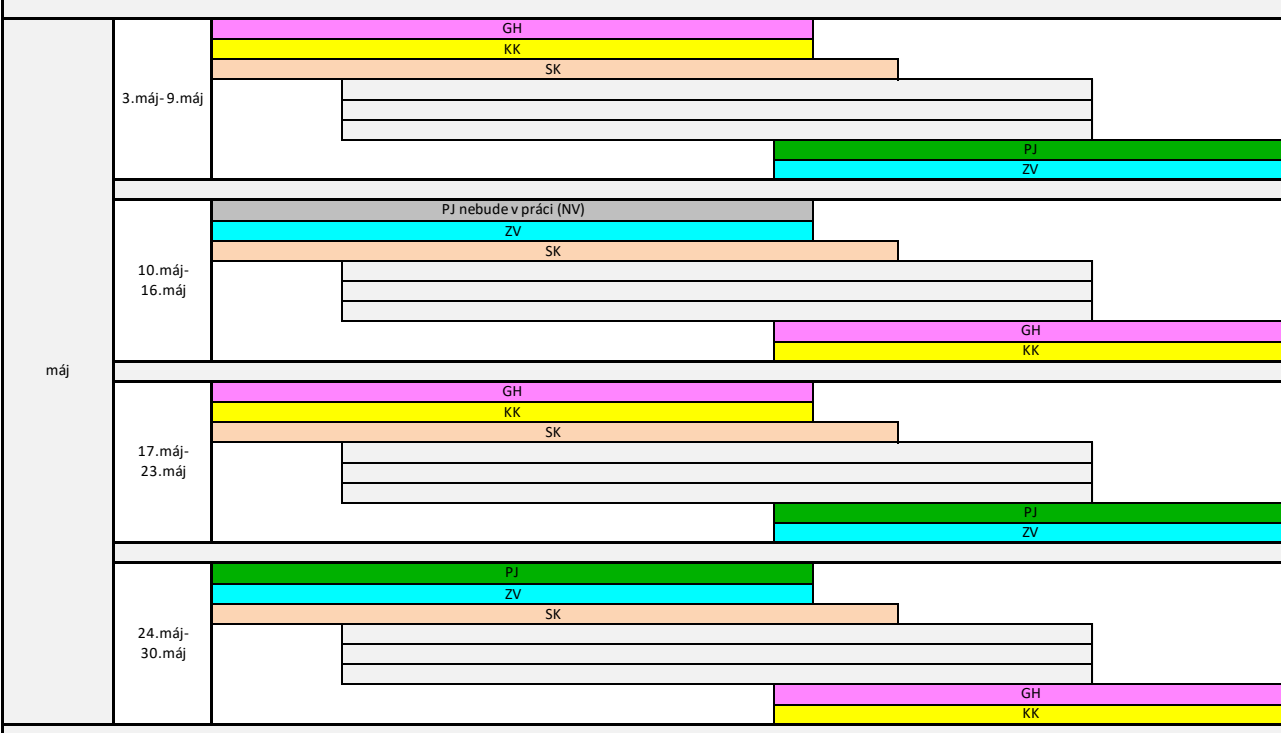 máj
3.máj- 9.máj
GH
KK
SK
PJ
ZV
10.máj-
16.máj
PJ nebude v práci (NV)
ZV
SK
GH
KK
17.máj-
23.máj
GH
KK
SK
PJ
ZV
24.máj-
30.máj
PJ
ZV
SK
GH
KK